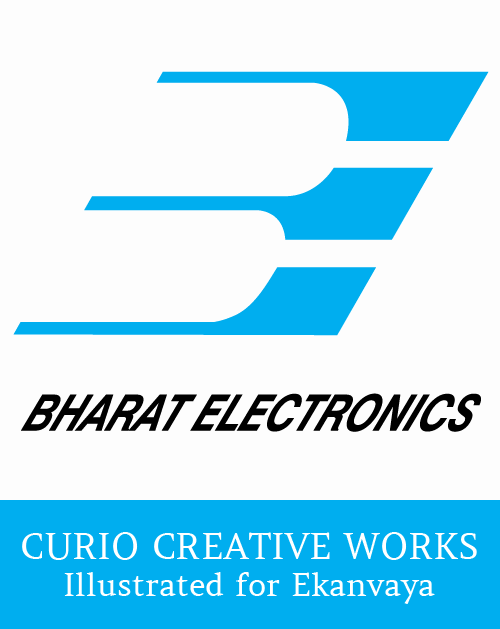 BHARAT ELECTRONICS
CURIO CREATIVE WORKS
Illustrated for Ekanvaya